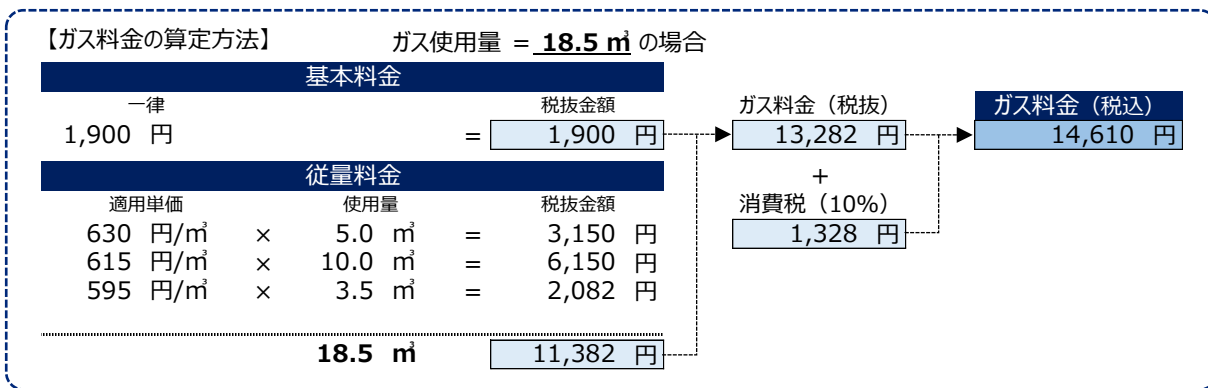 【ガス料金の算定方法】 ガス使用量 = 18.5 ㎥ の場合
基本料金
一律 税抜金額
1,900 円 = 1,900 円
ガス料金（税抜）
13,282 円
ガス料金（税込）
14,610 円
+
消費税（10%）
1,328 円
従量料金
適用単価 使用量 税抜金額
630 円/㎥ × 5.0 ㎥ = 3,150 円
615 円/㎥ × 10.0 ㎥ = 6,150 円
595 円/㎥ × 3.5 ㎥ = 2,082 円
18.5 ㎥ 11,382 円